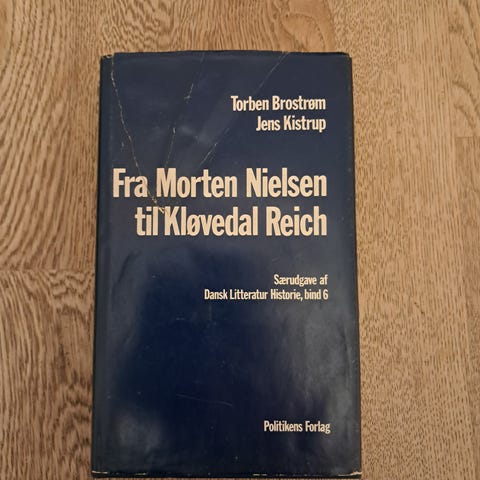 Torben Brostrøm
Jens Kistrup
Fra Morten Nielsen
til Kløvedal Reich
Særudgave af
Dansk Litteratur Historie, bind 6
Politikens Forlag